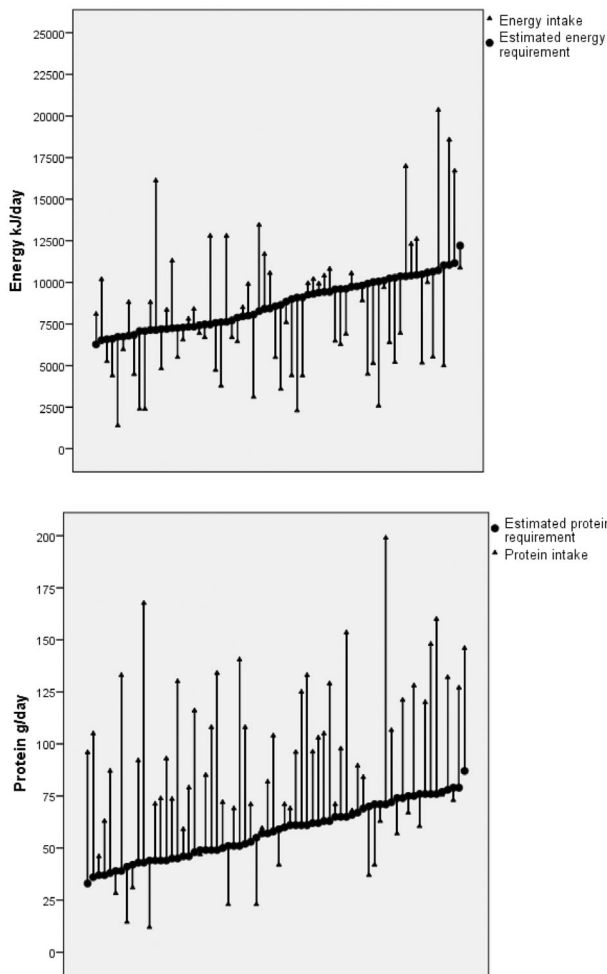 25000
22500
20000
17500
15000
12500
10000
7500
5000
2500
0
Energy kJ/day
Energy intake
Estimated energy
requirement
200
175
150
125
100
75
50
25
0
Protein g/day
Estimated protein
requirement
Protein intake